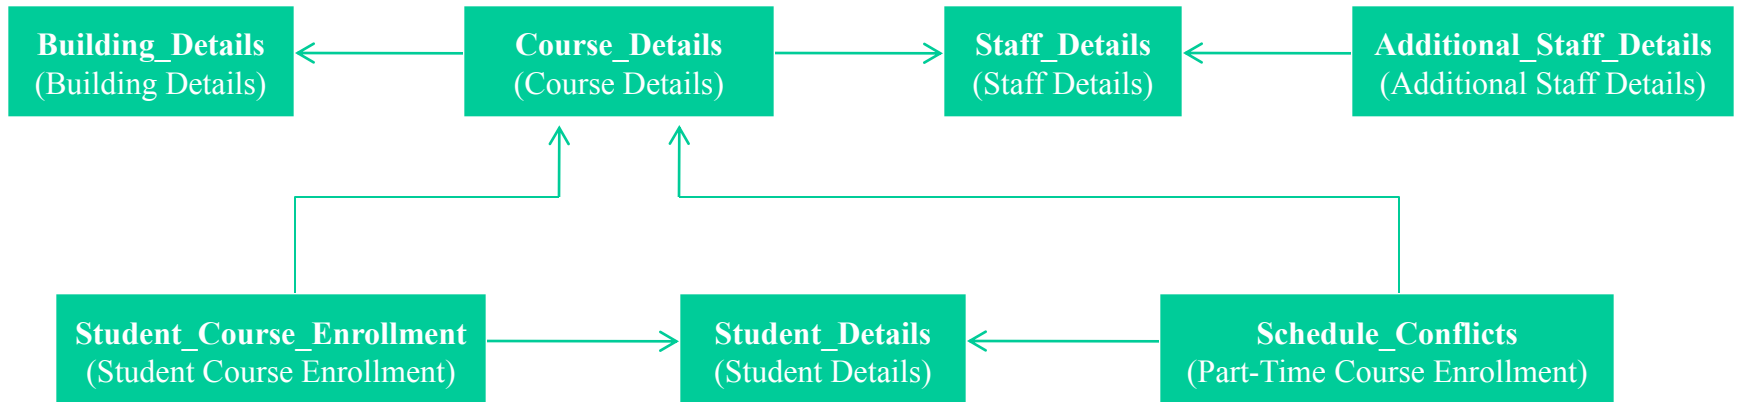 Building_Details
(Building Details)
Course_Details
(Course Details)
Staff_Details
(Staff Details)
Additional_Staff_Details
(Additional Staff Details)
Student_Course_Enrollment
(Student Course Enrollment)
Student_Details
(Student Details)
Schedule_Conflicts
(Part-Time Course Enrollment)